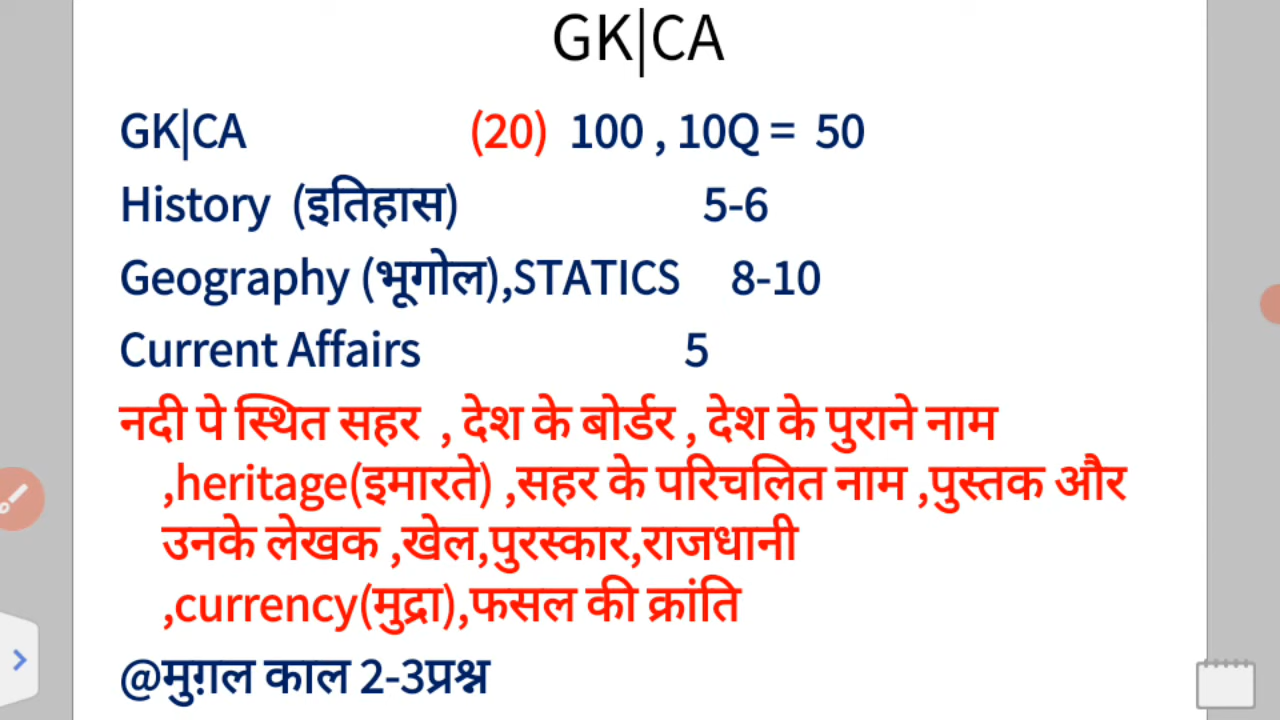 GK|CA
GK|CA (20) 100 , 10Q = 50
History (इतिहास) 5-6
Geography (भूगोल),STATICS 8-10
Current Affairs 5
नदी पे स्थित सहर , देश के बोर्डर , देश के पुराने नाम
,heritage(इमारते) ,सहर के परिचलित नाम ,पुस्तक और
उनके लेखक ,खेल,पुरस्कार,राजधानी
,currency(मुद्रा),फसल की क्रांति
@मुग़ल काल 2-3प्रश्न